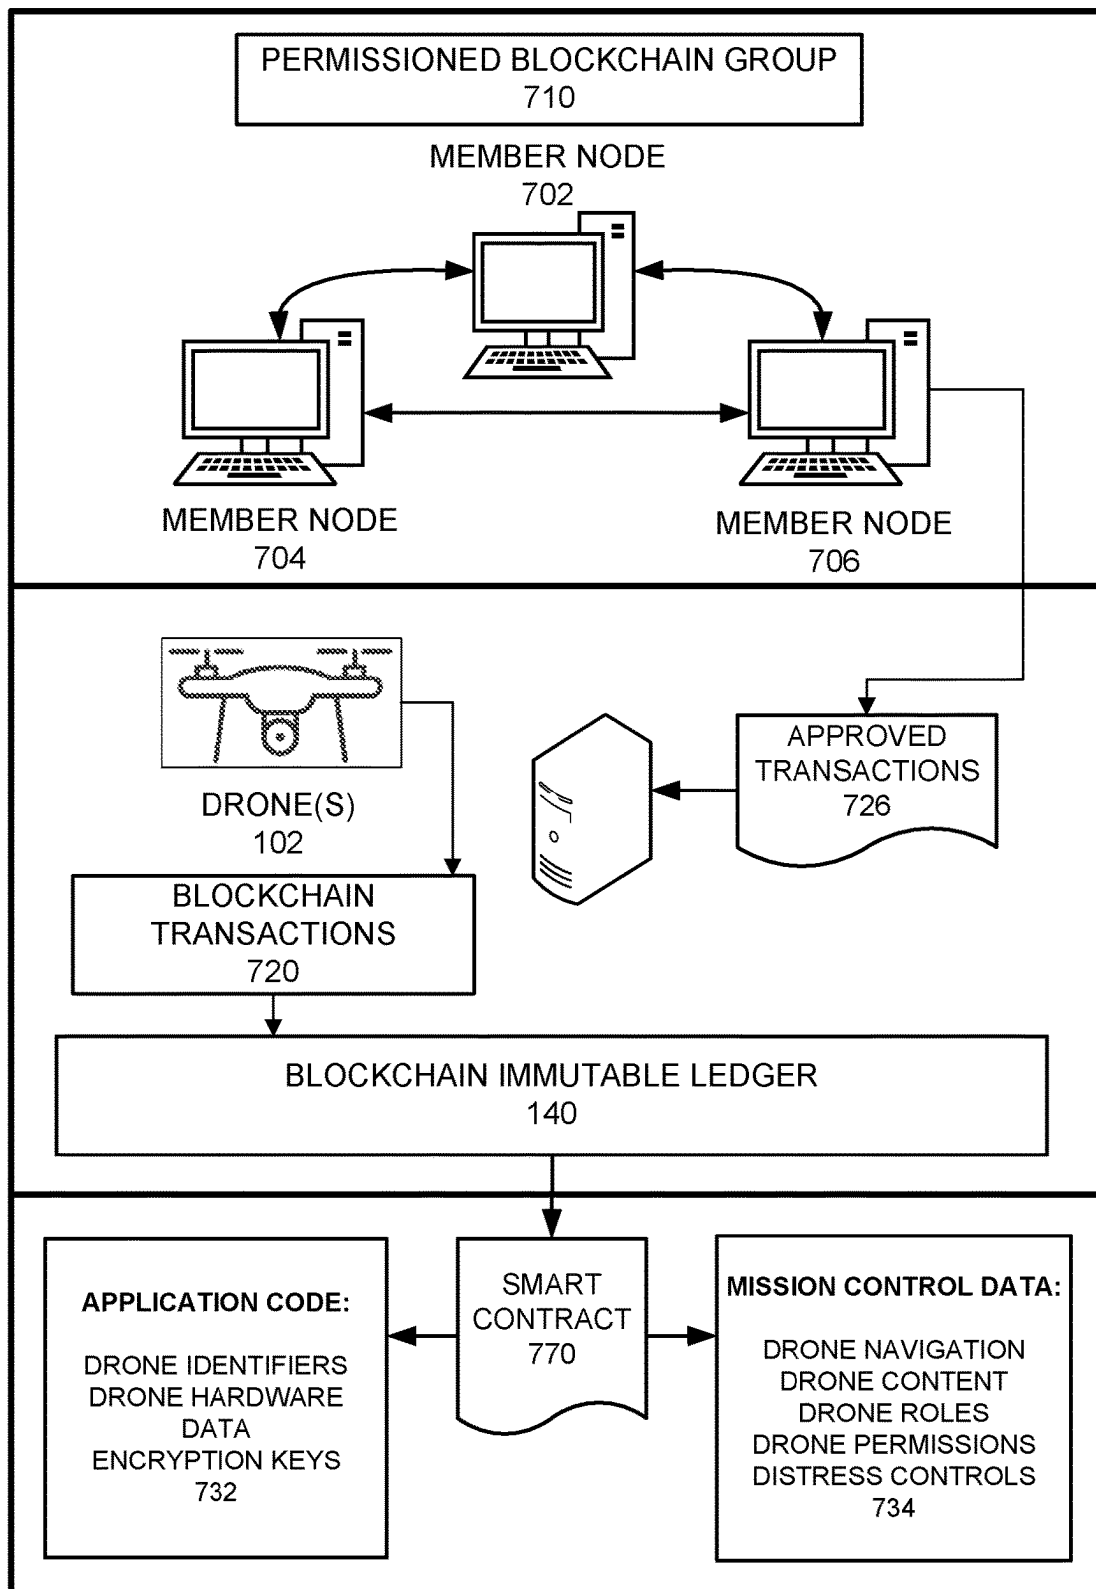 PERMISSIONED BLOCKCHAIN GROUP
710
MEMBER NODE
702
MEMBER NODE
704
MEMBER NODE
706
DRONE(S)
102
APPROVED
TRANSACTIONS
726
BLOCKCHAIN
TRANSACTIONS
720
BLOCKCHAIN IMMUTABLE LEDGER
140
APPLICATION CODE:
DRONE IDENTIFIERS
DRONE HARDWARE
DATA
ENCRYPTION KEYS
732
SMART
CONTRACT
770
MISSION CONTROL DATA:
DRONE NAVIGATION
DRONE CONTENT
DRONE ROLES
DRONE PERMISSIONS
DISTRESS CONTROLS
734